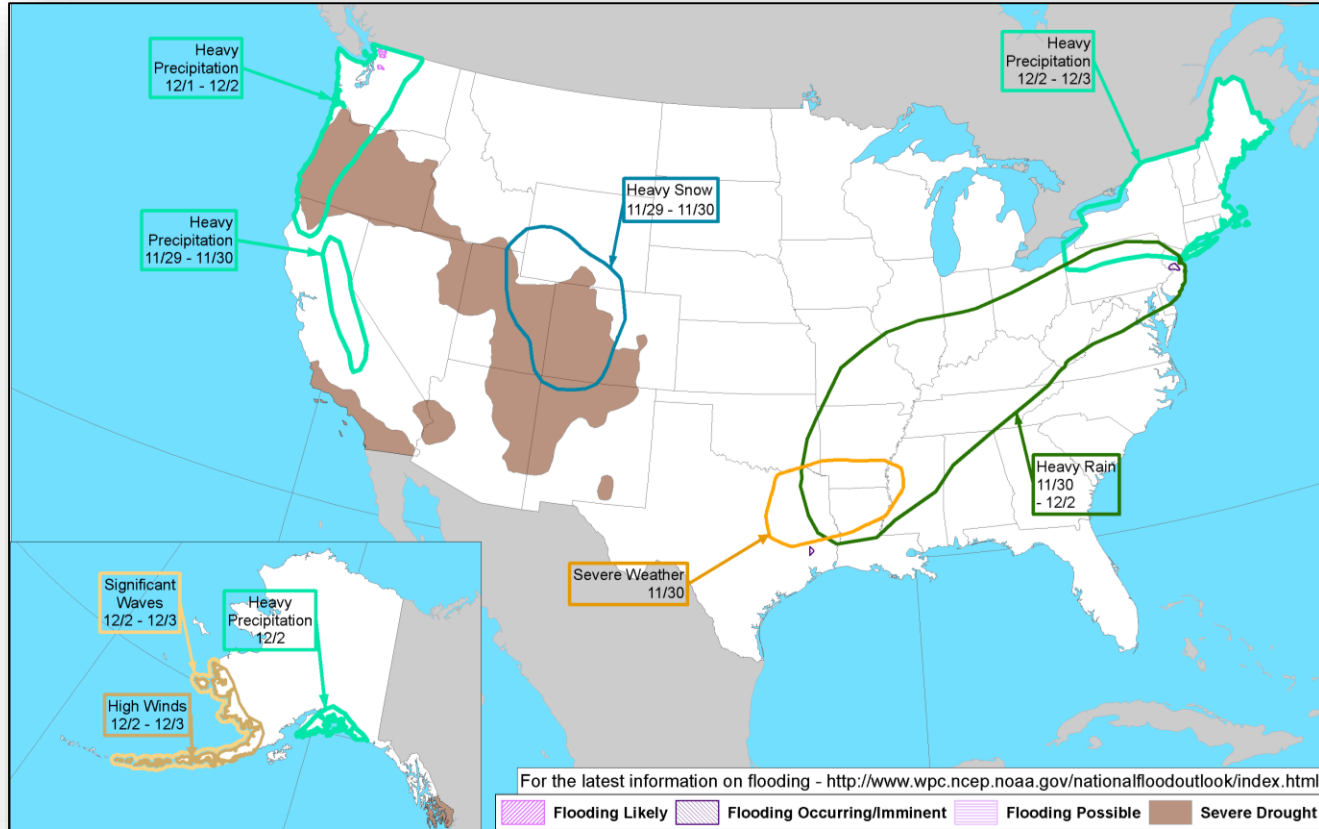 Heavy
Precipitation
12/1 - 12/2
Heavy
Precipitation
12/2 - 12/3
Heavy Snow
11/29 - 11/30
Heavy
Precipitation
11/29 - 11/30
Heavy Rain
11/30
- 12/2
Severe Weather
11/30
Significant
Waves
12/2 - 12/3
Heavy
Precipitation
12/2
High Winds
12/2 - 12/3
For the latest information on flooding - http://www.wpc.ncep.noaa.gov/nationalfloodoutlook/index.html
Flooding Likely Flooding Occurring/Imminent Flooding Possible Severe Drought